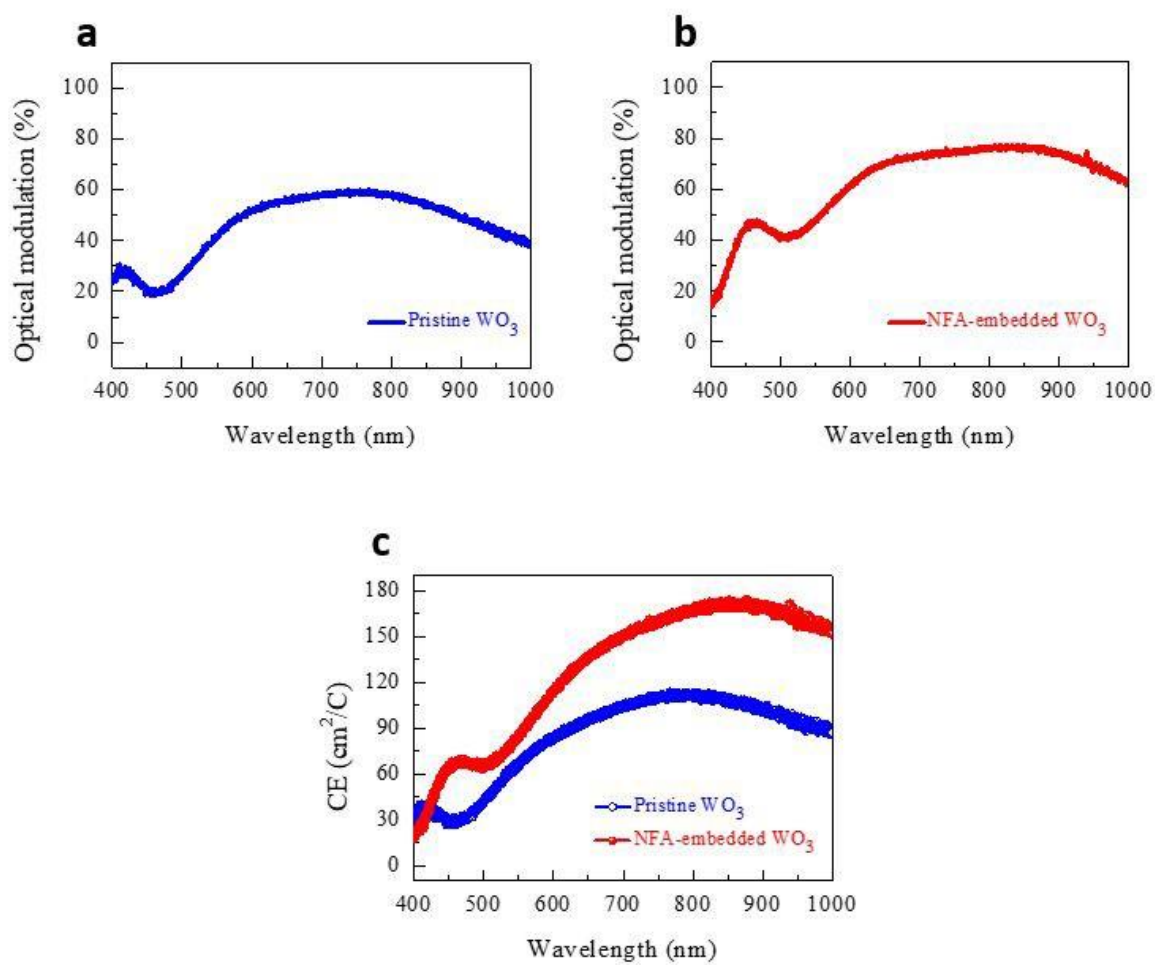 a
Optical modulation (%)
100
80
60
40
20
0
Pristine WO3
400 500 600 700 800 900 1000
Wavelength (nm)
b
Optical modulation (%)
100
80
60
40
20
0
NFA-embedded WO3
400 500 600 700 800 900 1000
Wavelength (nm)
c
CE (cm²/C)
180
150
120
90
60
30
0
Pristine WO3
NFA-embedded WO3
400 500 600 700 800 900 1000
Wavelength (nm)